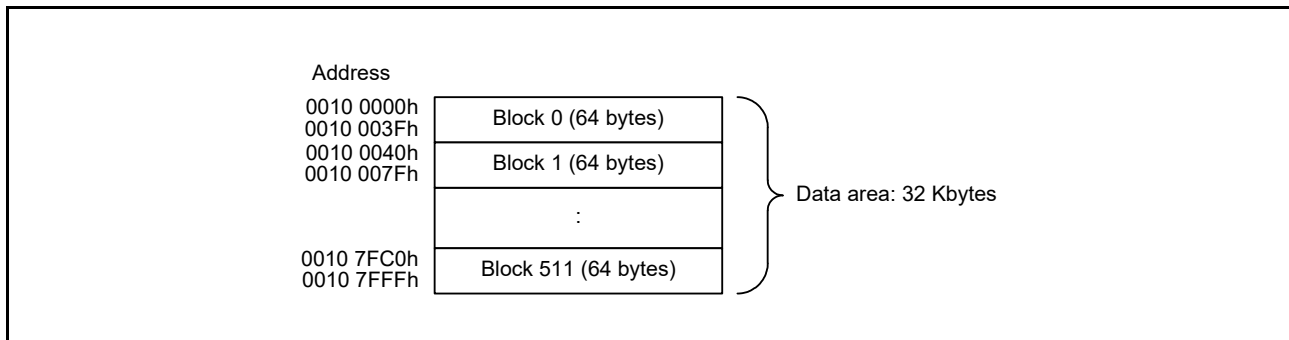 Address
0010 0000h
Block 0 (64 bytes)
0010 003Fh
0010 0040h
Block 1 (64 bytes)
0010 007Fh
Data area: 32 Kbytes
:
0010 7FC0h
Block 511 (64 bytes)
0010 7FFFh